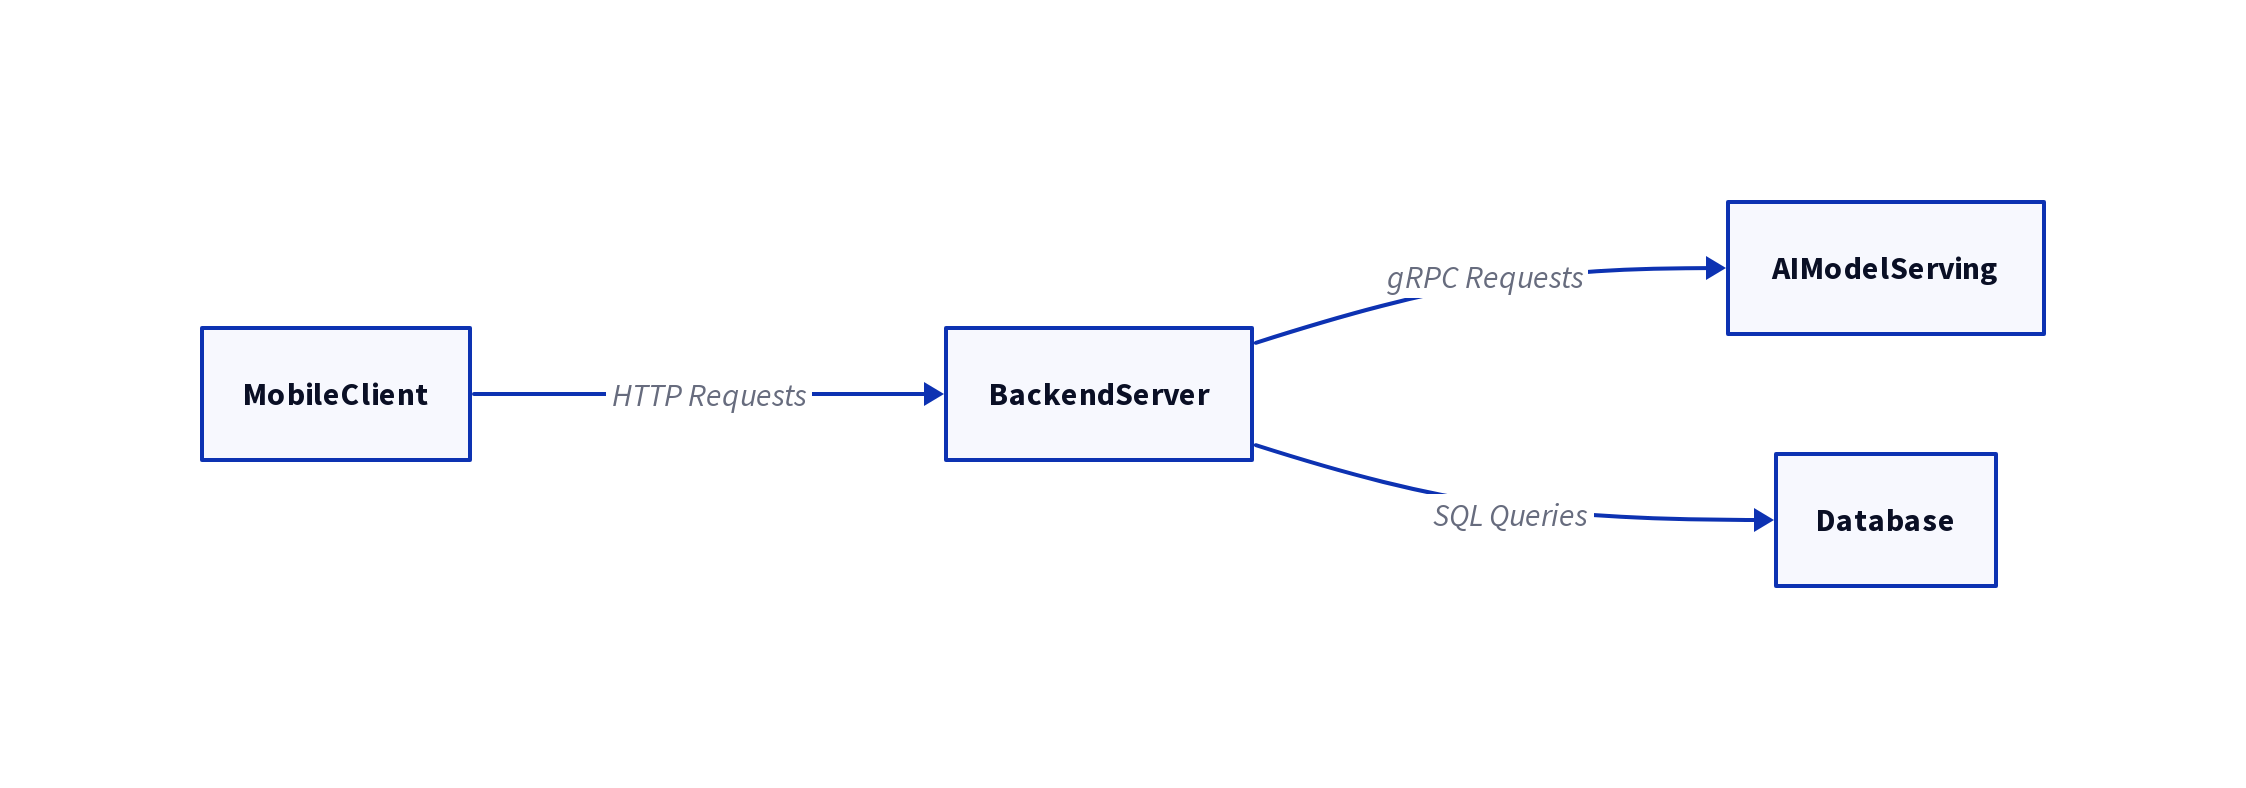 MobileClient
HTTP Requests
BackendServer
gRPC Requests
AIModelServing
SQL Queries
Database